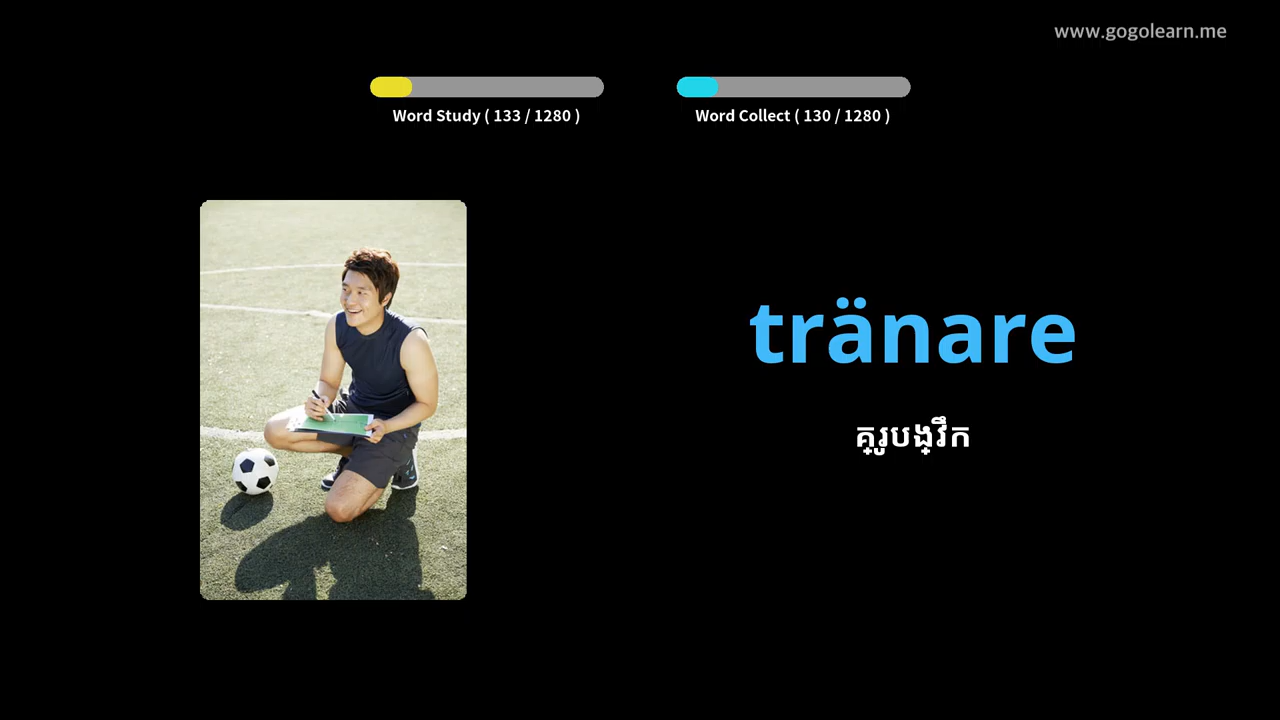 www.gogolearn.me
Word Study ( 133 / 1280 )
Word Collect ( 130 / 1280 )
tränare
គ្រូបង្វឹក